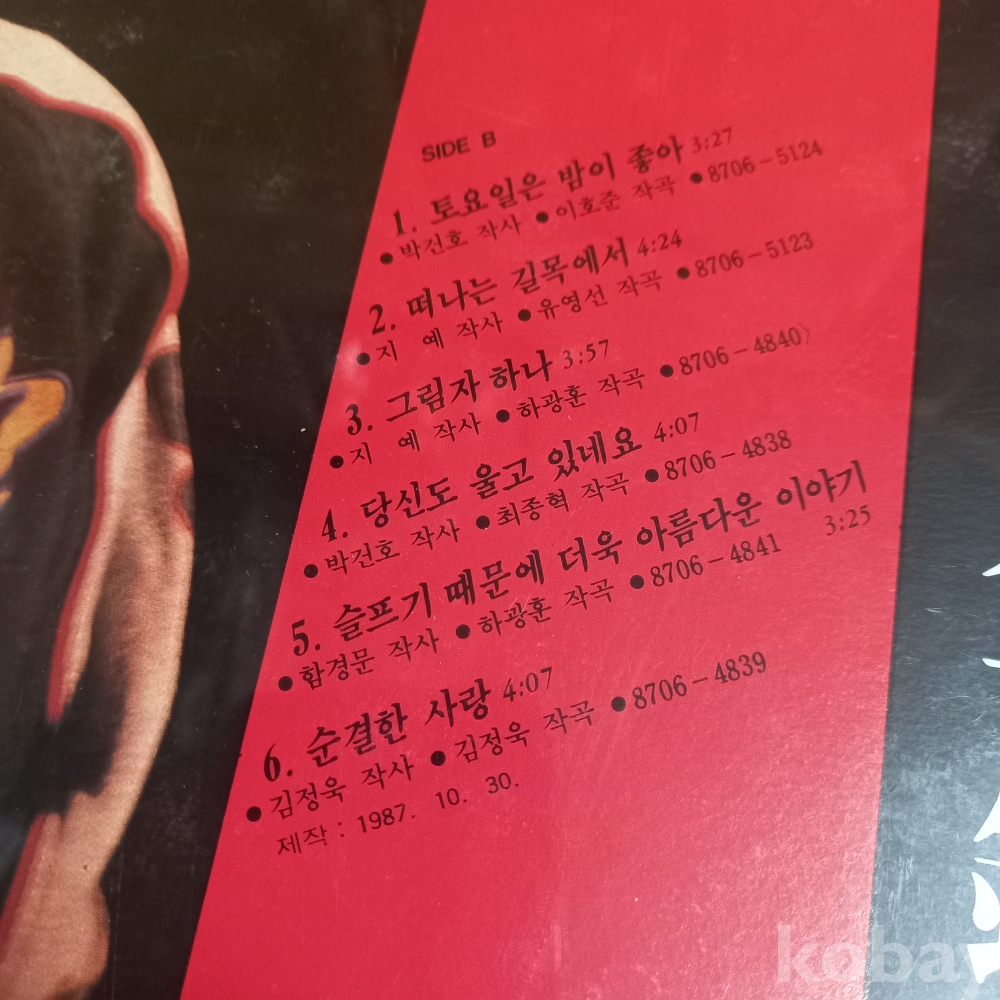 SIDE B
1. 토요일은 밤이 좋아 3:27
●박건호 작사 ●이호준 작곡 ●8706-5124
2. 떠나는 길목에서 4:24
●지 예 작사 ●유영선 작곡 ●8706-5123
3. 그림자 하나 3:57
●지 예 작사 ●하광훈 작곡 ●8706-4840)
4. 당신도 울고 있네요 4:07
●박건호 작사 ●최종혁 작곡 ●8706-4838
5. 슬프기 때문에 더욱 아름다운 이야기
3:25
●함경문 작사 ●하광훈 작곡 ●8706-4841
6. 순결한 사랑 4:07
●김정욱 작사 ●김정욱 작곡 ●8706-4839
제작 : 1987. 10. 30.
kobay